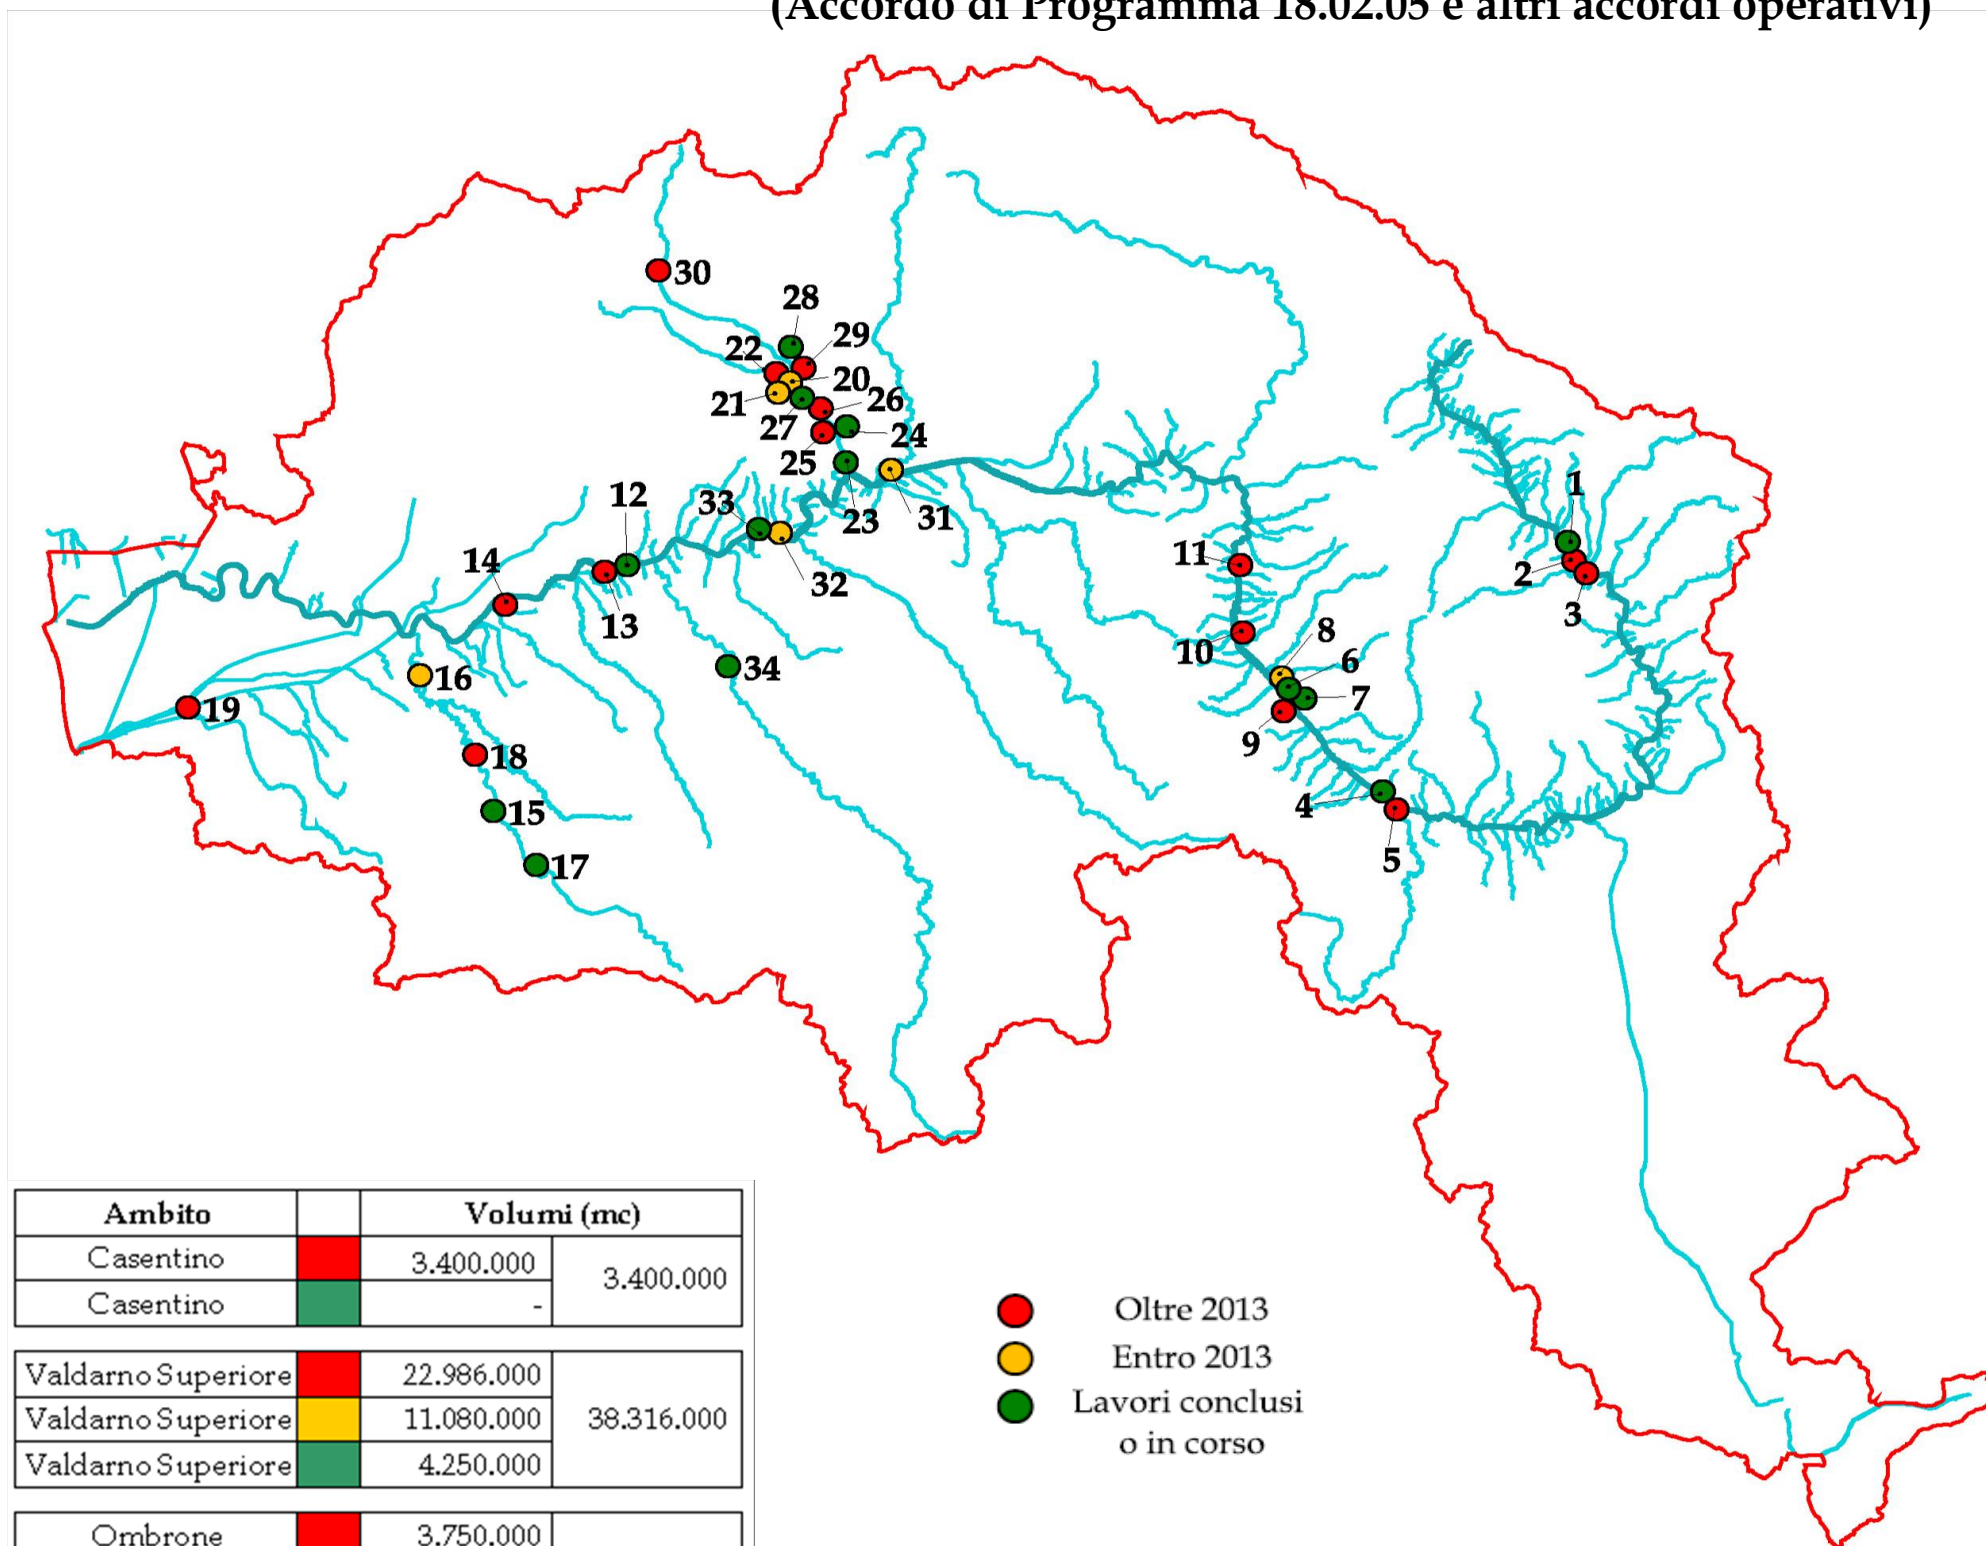 (Accordo di Programma 18.02.05 e altri accordi operativi)
30
28
29
22
20
21
26
27
24
25
23
31
33
32
12
13
14
1
2
3
11
10
8
6
7
9
4
5
34
16
19
18
15
17
Ambito Volumi (mc)
Casentino 3.400.000 3.400.000
Casentino -
Valdarno Superiore 22.986.000
Valdarno Superiore 11.080.000 38.316.000
Valdarno Superiore 4.250.000
Ombrone 3.750.000
Oltre 2013
Entro 2013
Lavori conclusi
o in corso